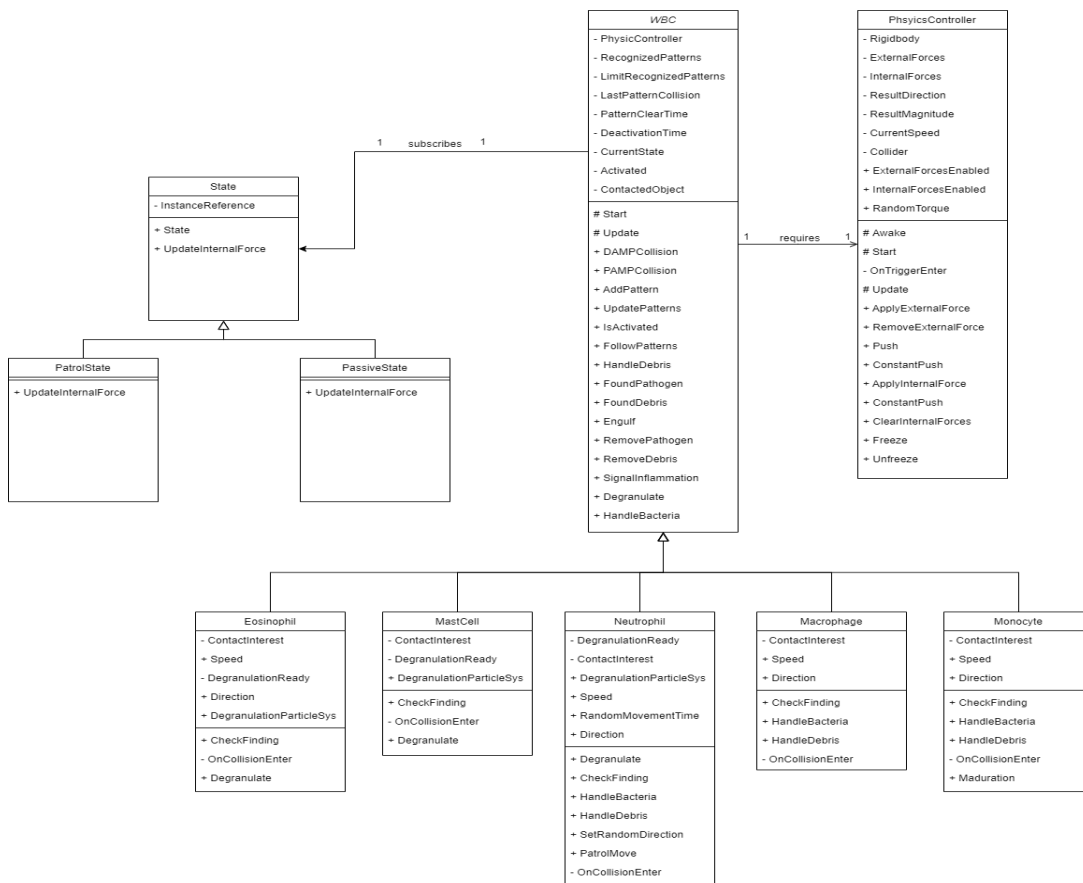 WBC
- PhysicController
- RecognizedPatterns
- LimitRecognizedPatterns
- LastPatternCollision
- PatternClearTime
- DeactivationTime
- CurrentState
- Activated
- ContactedObject
# Start
# Update
+ DAMPCollision
+ PAMPCollision
+ AddPattern
+ UpdatePatterns
+ IsActivated
+ FollowPatterns
+ HandleDebris
+ FoundPathogen
+ FoundDebris
+ Engulf
+ RemovePathogen
+ RemoveDebris
+ SignalInflammation
+ Degranulate
+ HandleBacteria
PhsyicsController
- Rigidbody
- ExternalForces
- InternalForces
- ResultDirection
- ResultMagnitude
- CurrentSpeed
- Collider
+ ExternalForcesEnabled
+ InternalForcesEnabled
+ RandomTorque
# Awake
# Start
- OnTriggerEnter
# Update
+ ApplyExternalForce
+ RemoveExternalForce
+ Push
+ ConstantPush
+ ApplyInternalForce
+ ConstantPush
+ ClearInternalForces
+ Freeze
+ Unfreeze
1 subscribes 1
1 requires 1
State
- InstanceReference
+ State
+ UpdateInternalForce
PatrolState
+ UpdateInternalForce
PassiveState
+ UpdateInternalForce
Eosinophil
- ContactInterest
+ Speed
- DegranulationReady
+ Direction
+ DegranulationParticleSys
+ CheckFinding
- OnCollisionEnter
+ Degranulate
MastCell
- ContactInterest
- DegranulationReady
+ DegranulationParticleSys
+ CheckFinding
- OnCollisionEnter
+ Degranulate
Neutrophil
- DegranulationReady
- ContactInterest
+ DegranulationParticleSys
+ Speed
+ RandomMovementTime
+ Direction
+ Degranulate
+ CheckFinding
+ HandleBacteria
+ HandleDebris
+ SetRandomDirection
+ PatrolMove
- OnCollisionEnter
Macrophage
- ContactInterest
+ Speed
+ Direction
+ CheckFinding
+ HandleBacteria
+ HandleDebris
- OnCollisionEnter
Monocyte
- ContactInterest
+ Speed
+ Direction
+ CheckFinding
+ HandleBacteria
+ HandleDebris
- OnCollisionEnter
+ Maduration